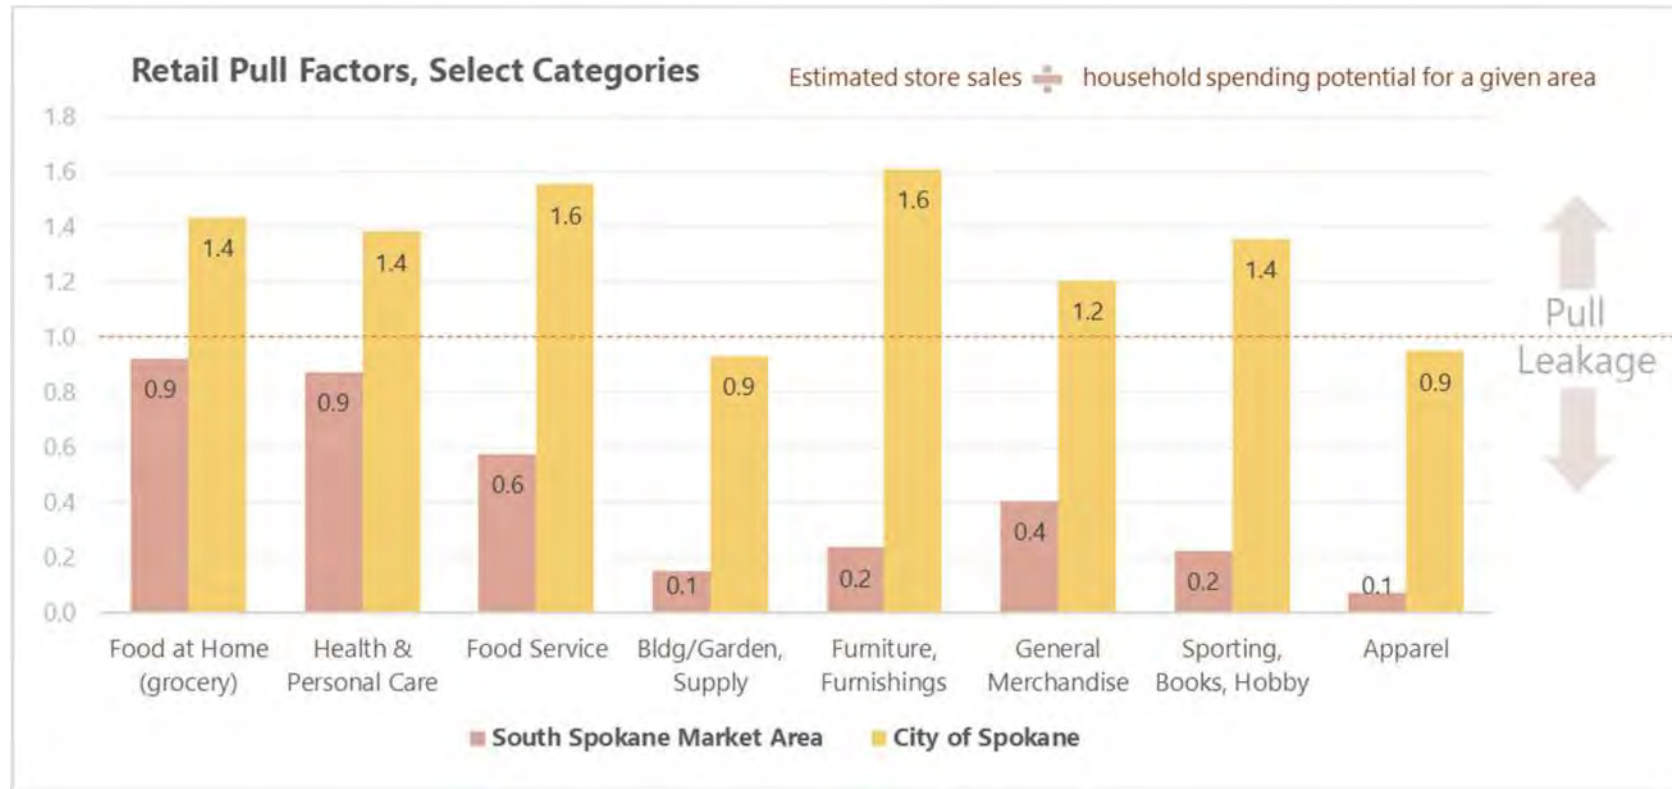 Retail Pull Factors, Select Categories
Estimated store sales ÷ household spending potential for a given area
1.8
1.6
1.4
1.2
1.0
0.8
0.6
0.4
0.2
0.0
0.9
1.4
0.9
1.4
0.6
1.6
0.1
0.9
0.2
1.6
0.4
1.2
0.2
1.4
0.1
0.9
Pull
Leakage
Food at Home
(grocery)
Health &
Personal Care
Food Service
Bldg/Garden,
Supply
Furniture,
Furnishings
General
Merchandise
Sporting,
Books, Hobby
Apparel
South Spokane Market Area
City of Spokane